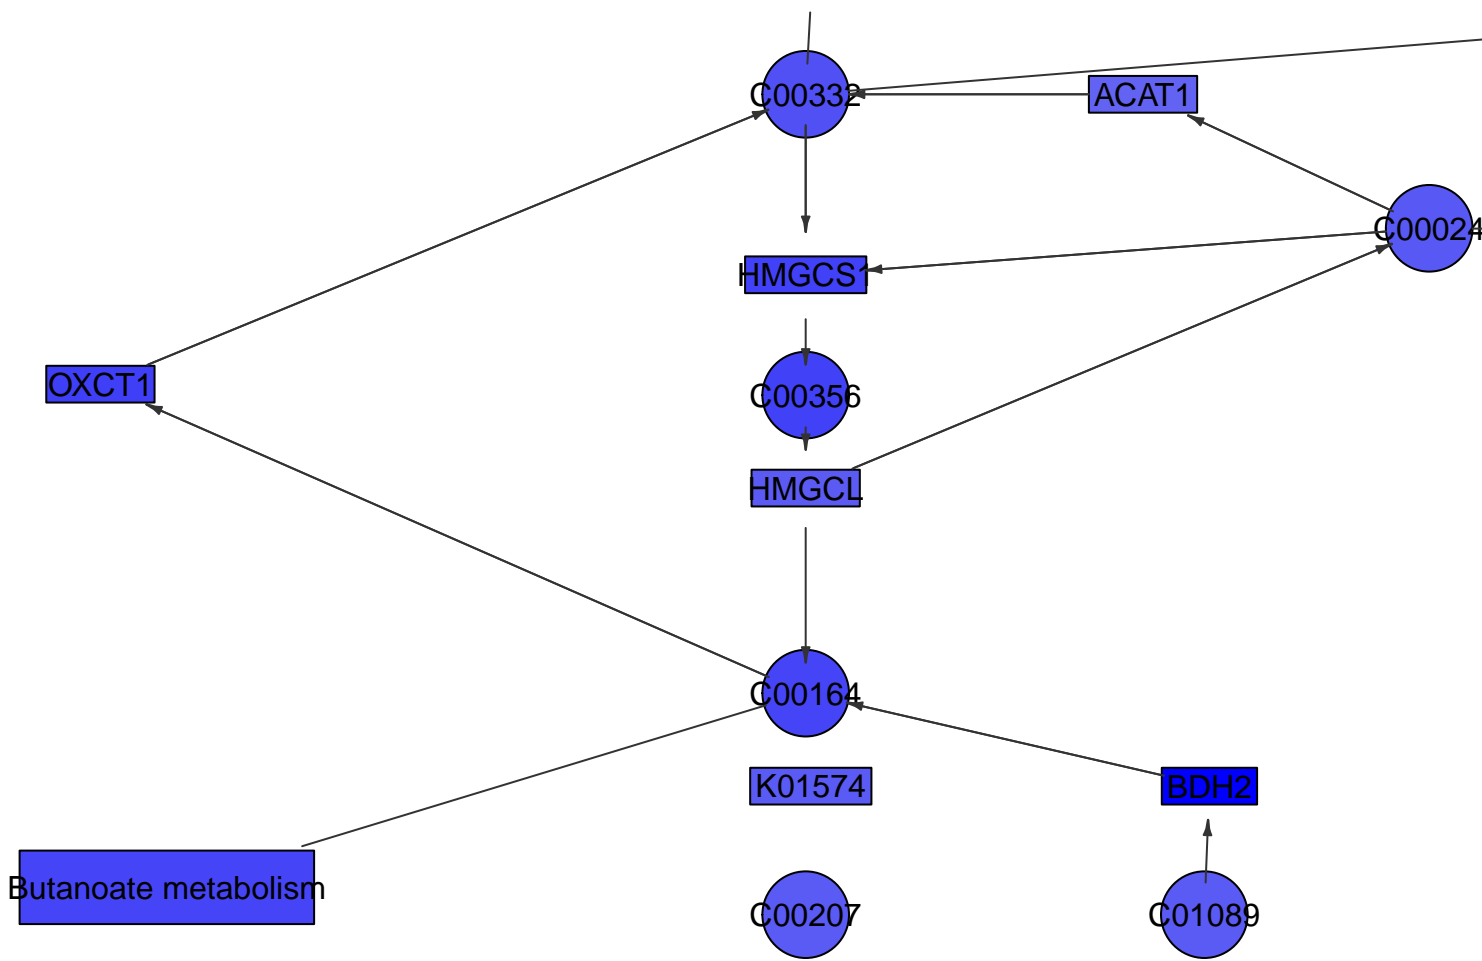 C00332
ACAT1
C00024
HMGCS1
OXCT1
C00356
HMGCL
C00164
K01574
BDH2
Butanoate metabolism
C00207
C01089